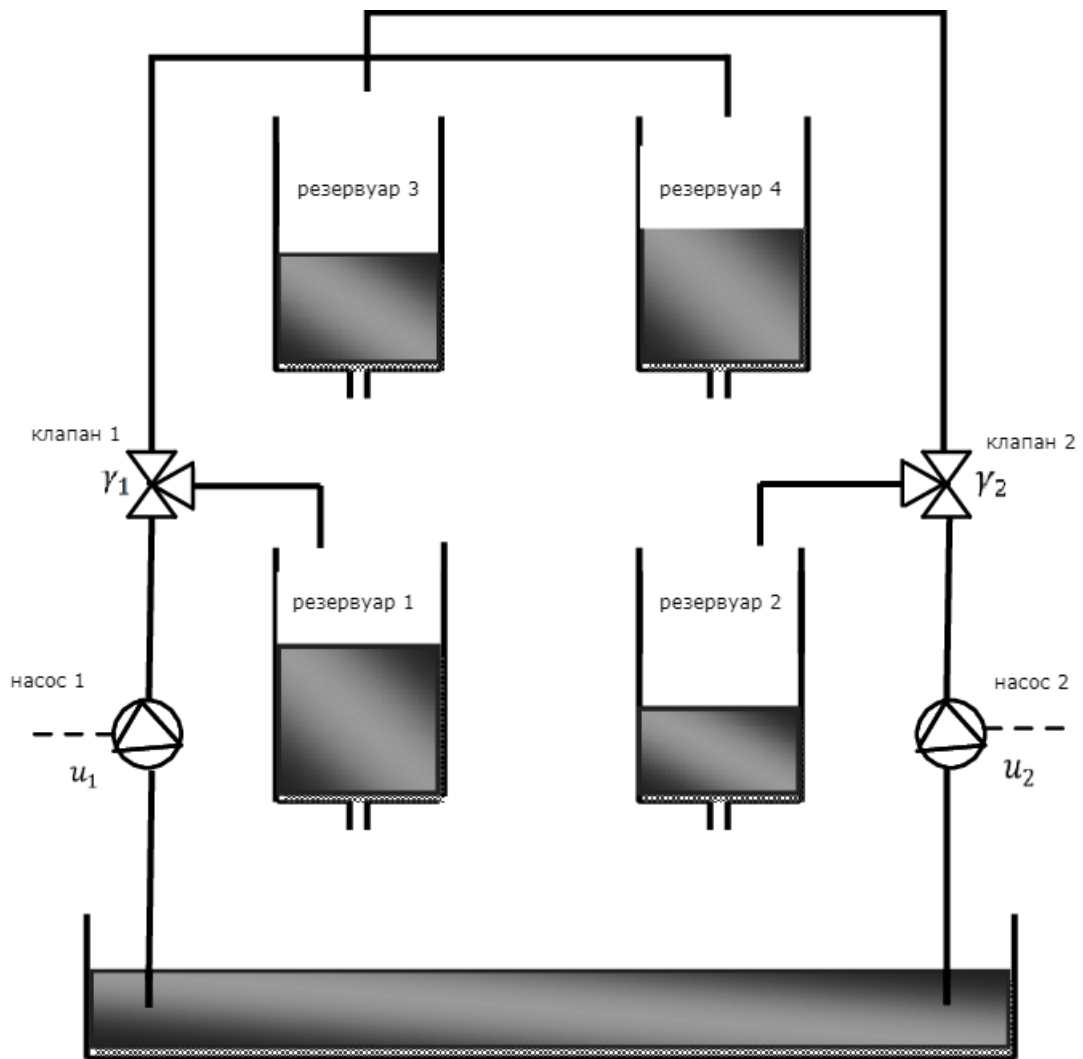 резервуар 3
резервуар 4
клапан 1
γ₁
клапан 2
γ₂
резервуар 1
резервуар 2
насос 1
u₁
насос 2
u₂